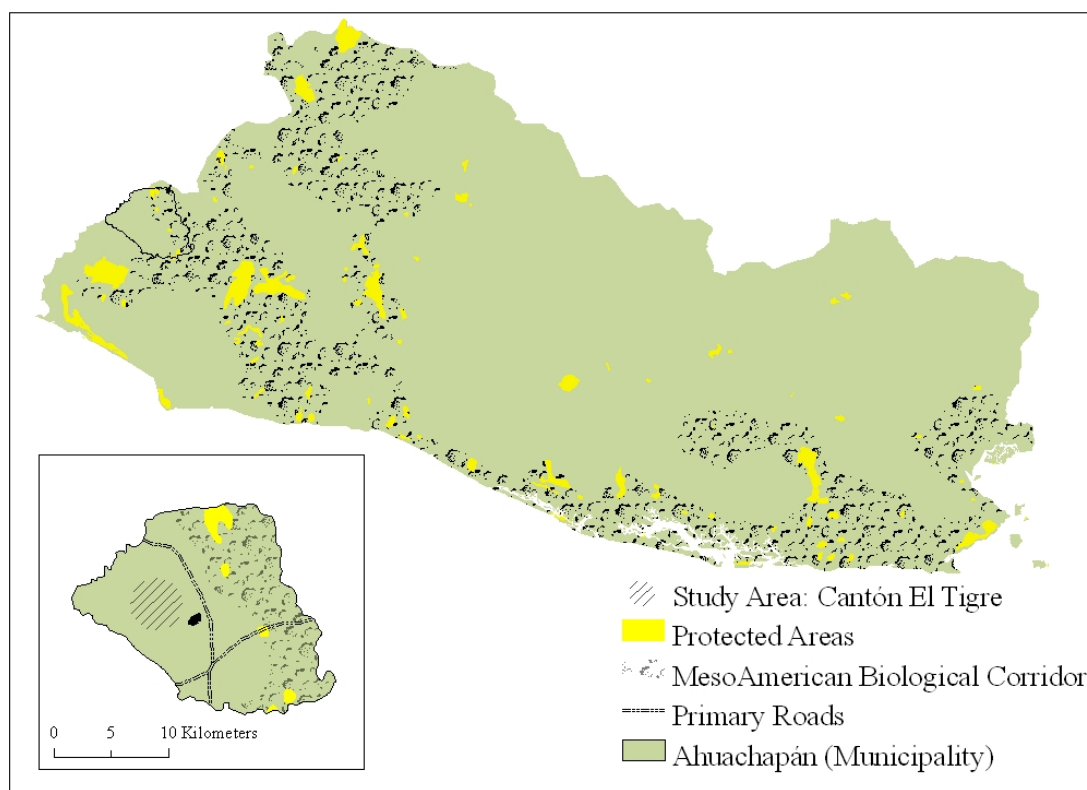 Study Area: Cantón El Tigre
Protected Areas
MesoAmerican Biological Corridor
Primary Roads
Ahuachapán (Municipality)
0 5 10 Kilometers